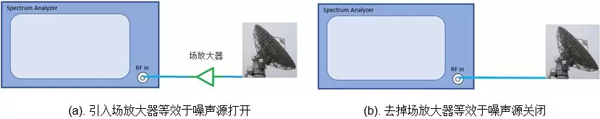 Spectrum Analyzer
RF in
场放大器
(a). 引入场放大器等效于噪声源打开
Spectrum Analyzer
RF in
(b). 去掉场放大器等效于噪声源关闭